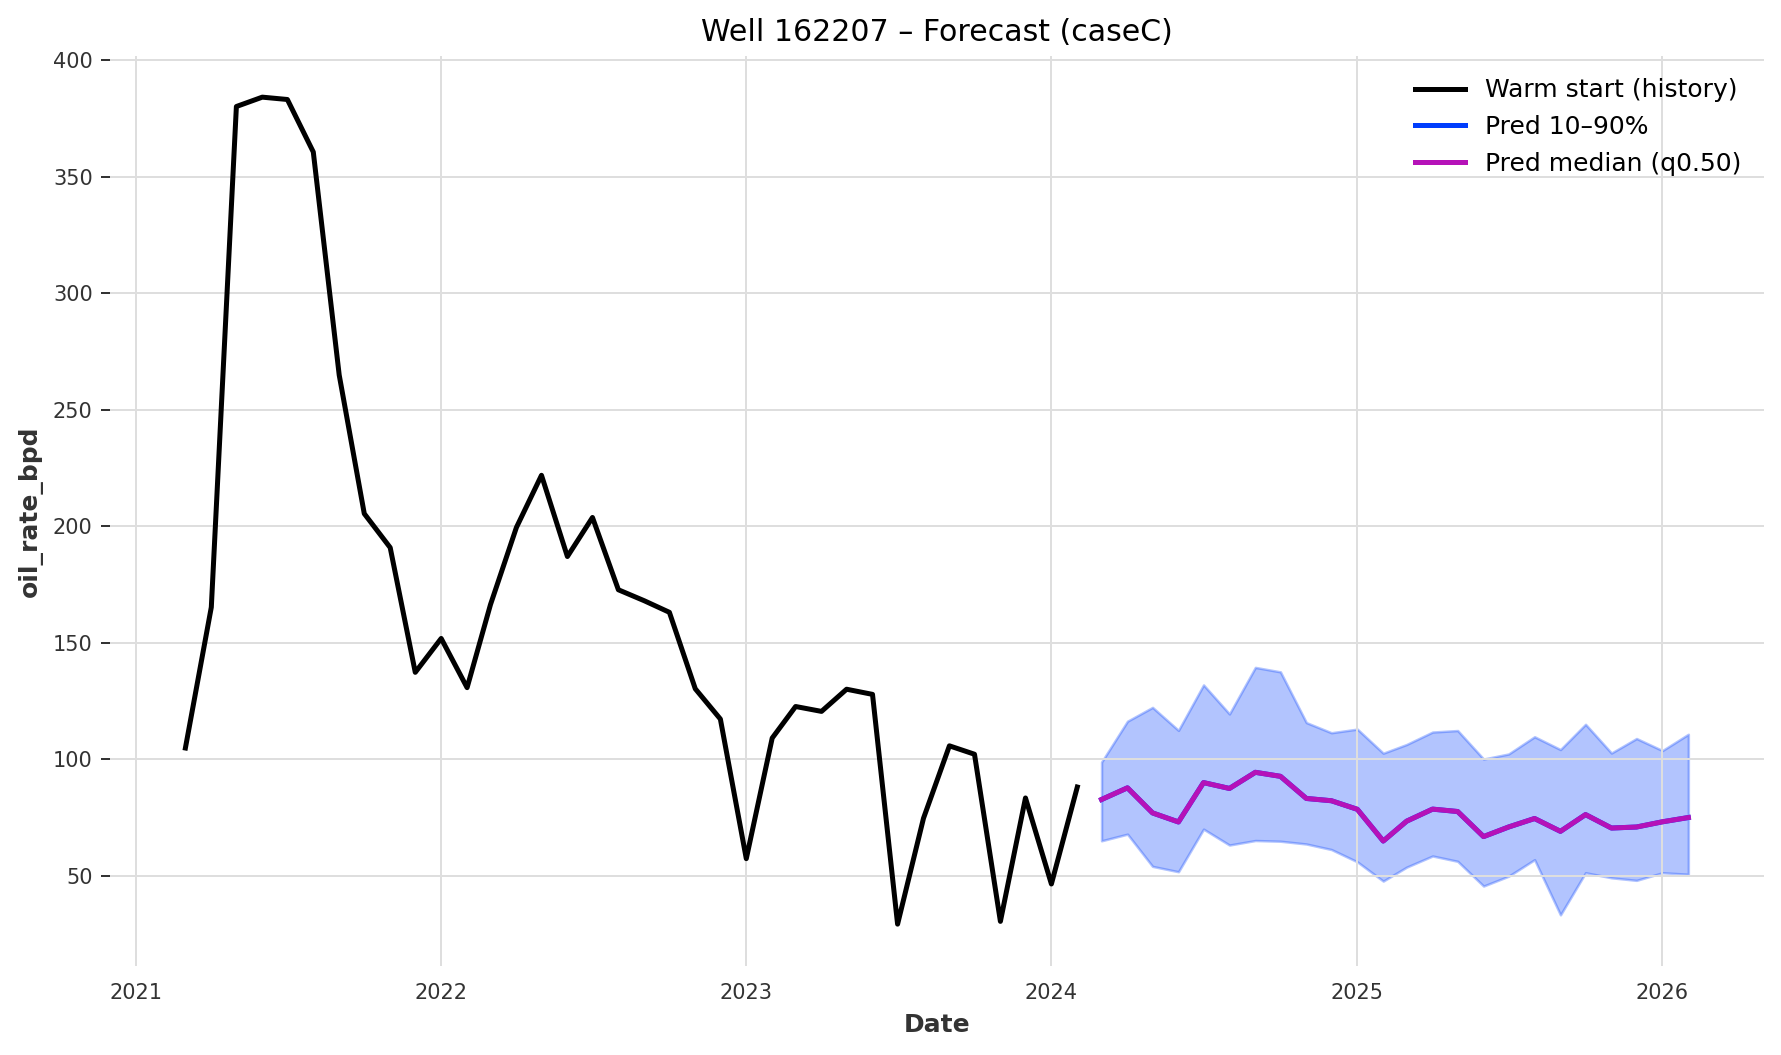 Well 162207 – Forecast (caseC)
Warm start (history)
Pred 10–90%
Pred median (q0.50)
oil_rate_bpd
400
350
300
250
200
150
100
50
2021 2022 2023 2024 2025 2026
Date